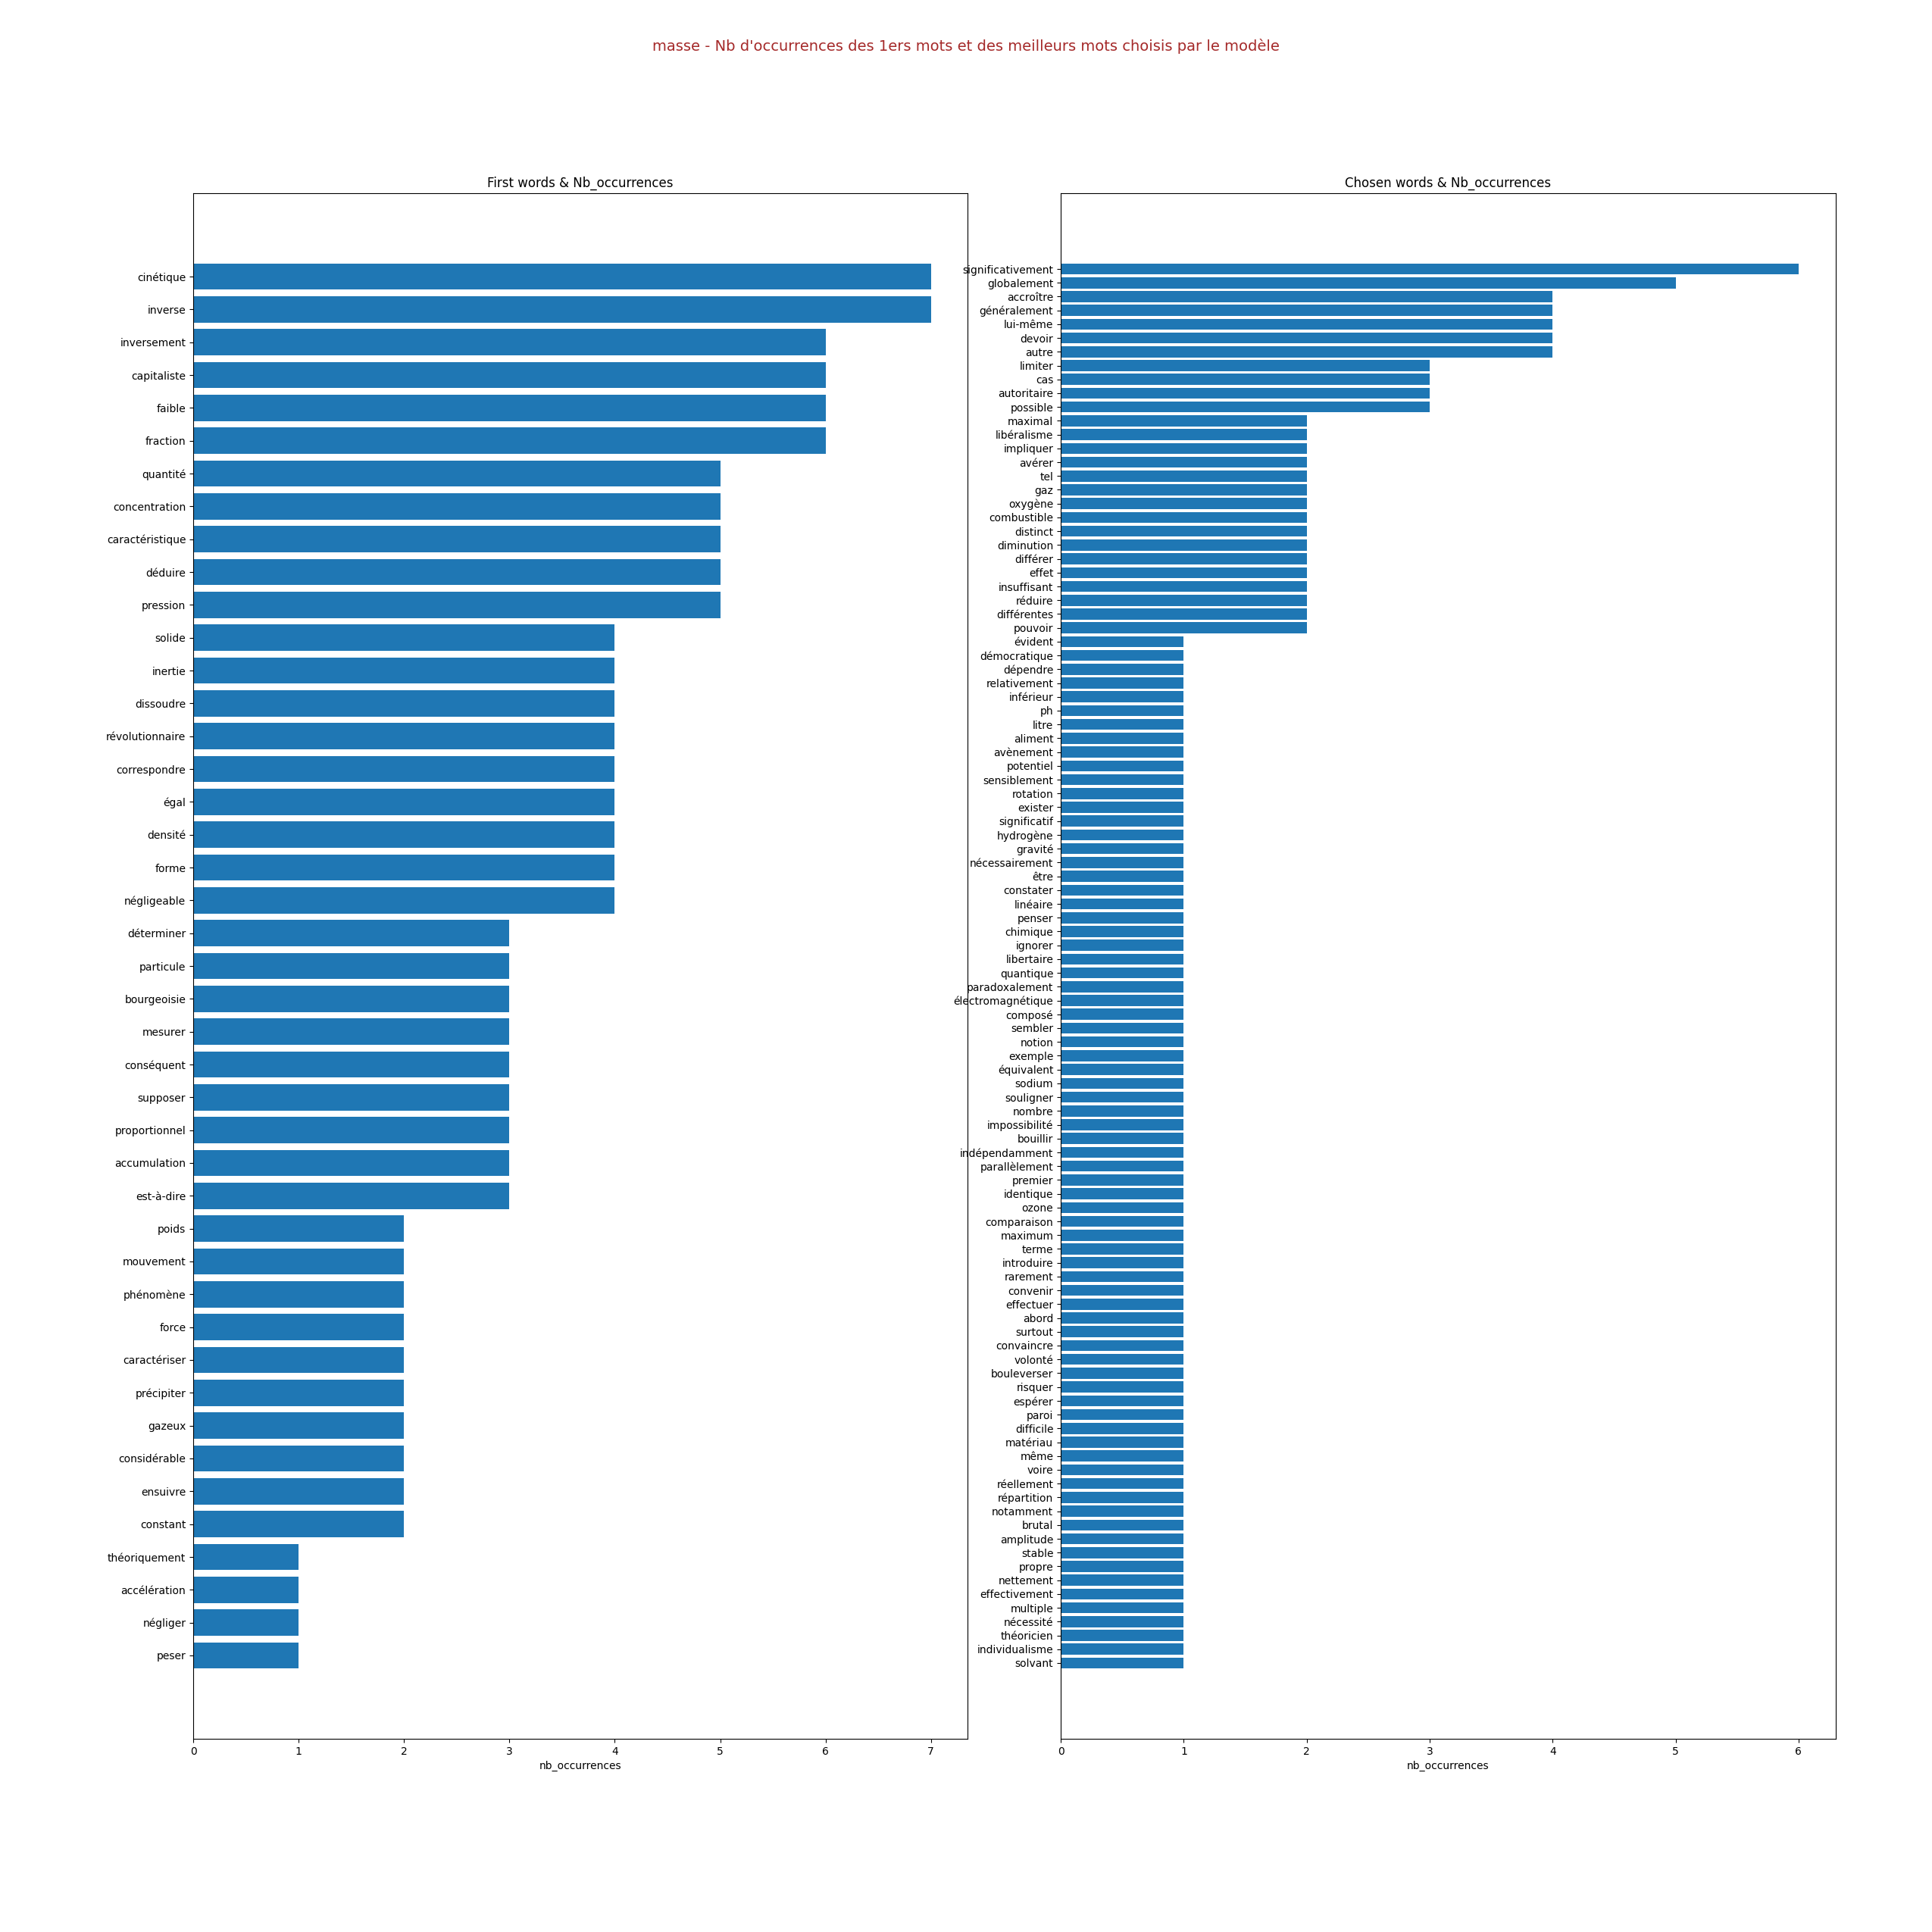 masse - Nb d'occurrences des 1ers mots et des meilleurs mots choisis par le modèle
First words & Nb_occurrences
cinétique
inverse
inversement
capitaliste
faible
fraction
quantité
concentration
caractéristique
déduire
pression
solide
inertie
dissoudre
révolutionnaire
correspondre
égal
densité
forme
négligeable
déterminer
particule
bourgeoisie
mesurer
conséquent
supposer
proportionnel
accumulation
est-à-dire
poids
mouvement
phénomène
force
caractériser
précipiter
gazeux
considérable
ensuivre
constant
théoriquement
accélération
négliger
peser
0 1 2 3 4 5 6 7
nb_occurrences
Chosen words & Nb_occurrences
significativement
globalement
accroître
généralement
lui-même
devoir
autre
limiter
cas
autoritaire
possible
maximal
libéralisme
impliquer
avérer
tel
gaz
oxygène
combustible
distinct
diminution
différer
effet
insuffisant
réduire
différentes
pouvoir
évident
démocratique
dépendre
relativement
inférieur
ph
litre
aliment
avènement
potentiel
sensiblement
rotation
exister
significatif
hydrogène
gravité
nécessairement
être
constater
linéaire
penser
chimique
ignorer
libertaire
quantique
paradoxalement
électromagnétique
composé
sembler
notion
exemple
équivalent
sodium
souligner
nombre
impossibilité
bouillir
indépendamment
parallèlement
premier
identique
ozone
comparaison
maximum
terme
introduire
rarement
convenir
effectuer
abord
surtout
convaincre
volonté
bouleverser
risquer
espérer
paroi
difficile
matériau
même
voire
réellement
répartition
notamment
brutal
amplitude
stable
propre
nettement
effectivement
multiple
nécessité
théoricien
individualisme
solvant
0 1 2 3 4 5 6
nb_occurrences